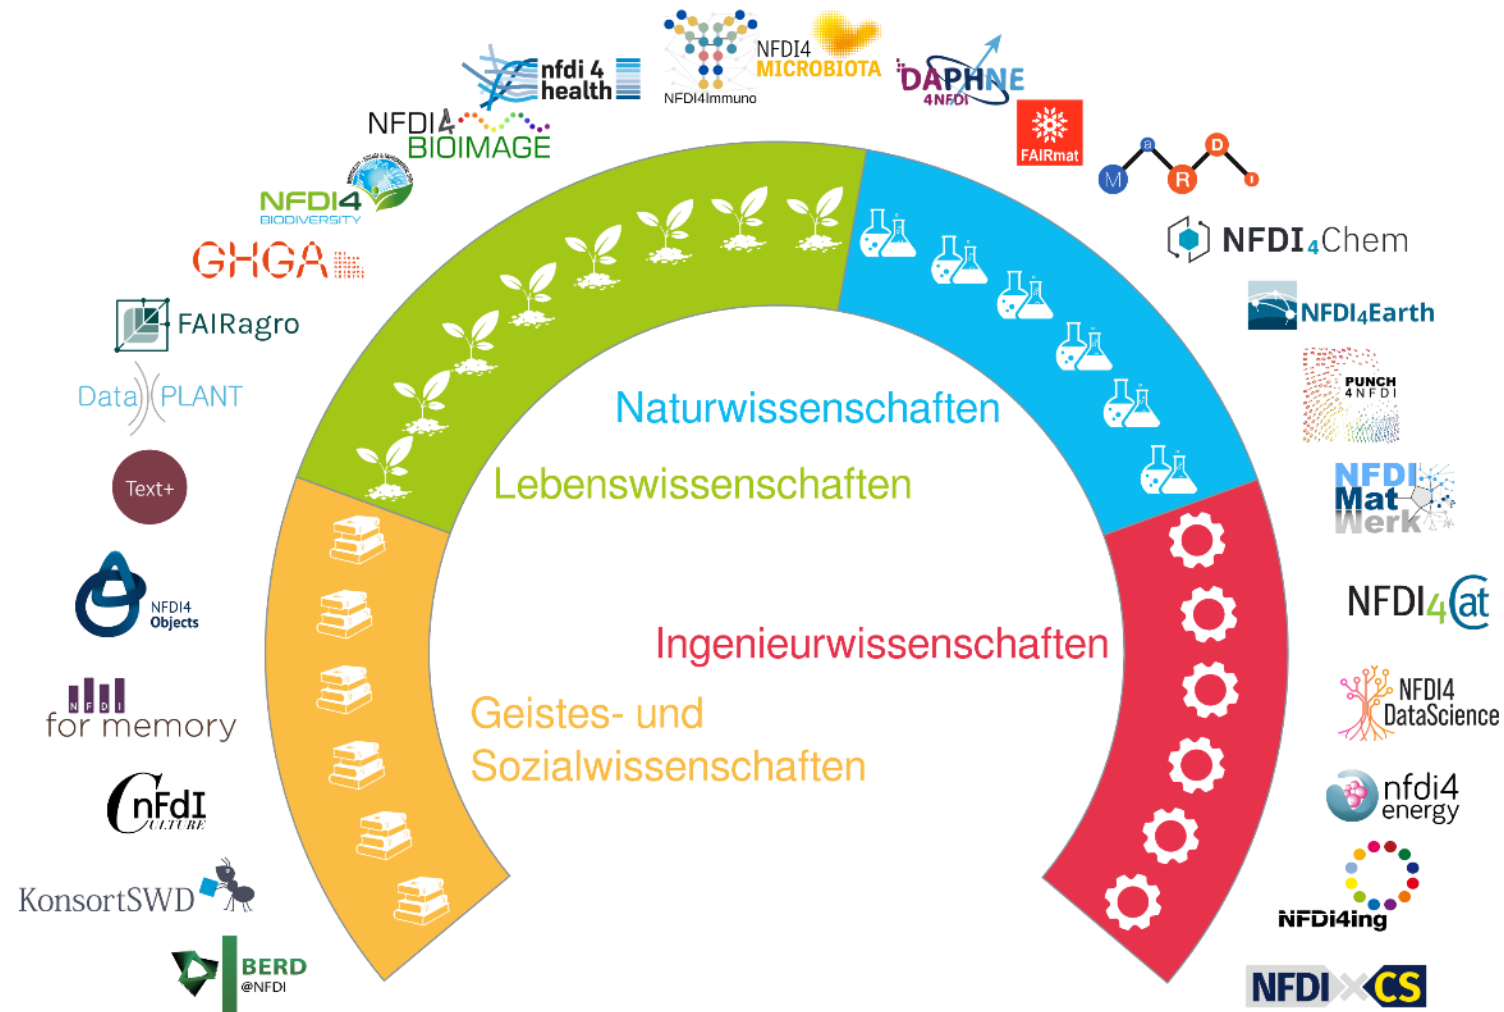 nfdi 4
health
NFDI4Immuno
NFDI4
MICROBIOTA
DAPHNE
4NFDI
FAIRmat
M a R D I
NFDI4
BIOIMAGE
NFDI4
BIODIVERSITY
GHGA
FAIRagro
Data PLANT
Text+
NFDI4
Objects
NFDI
for memory
CnFdI
ULTURE
KonsortSWD
BERD
@NFDI
NFDI4Chem
NFDI4Earth
PUNCH
4NFDI
NFDI
Mat
Werk
NFDI4Cat
NFDI4
DataScience
nfdi4
energy
NFDi4ing
NFDI CS
Naturwissenschaften
Lebenswissenschaften
Ingenieurwissenschaften
Geistes- und
Sozialwissenschaften